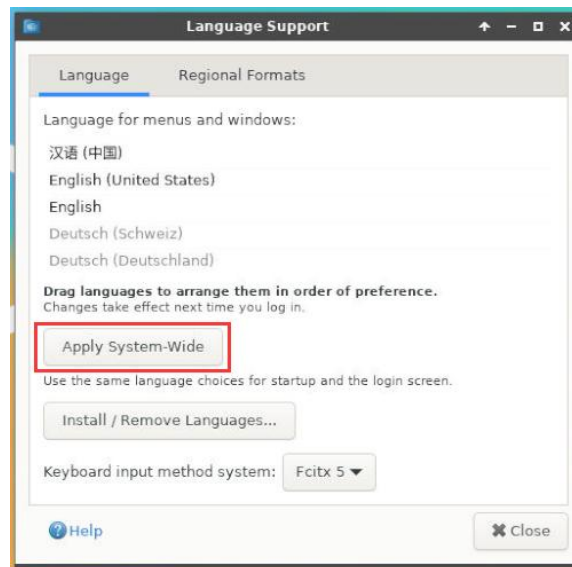 Language Support
Language Regional Formats
Language for menus and windows:
汉语 (中国)
English (United States)
English
Deutsch (Schweiz)
Deutsch (Deutschland)
Drag languages to arrange them in order of preference.
Changes take effect next time you log in.
Apply System-Wide
Use the same language choices for startup and the login screen.
Install / Remove Languages...
Keyboard input method system: Fcitx 5
Help Close